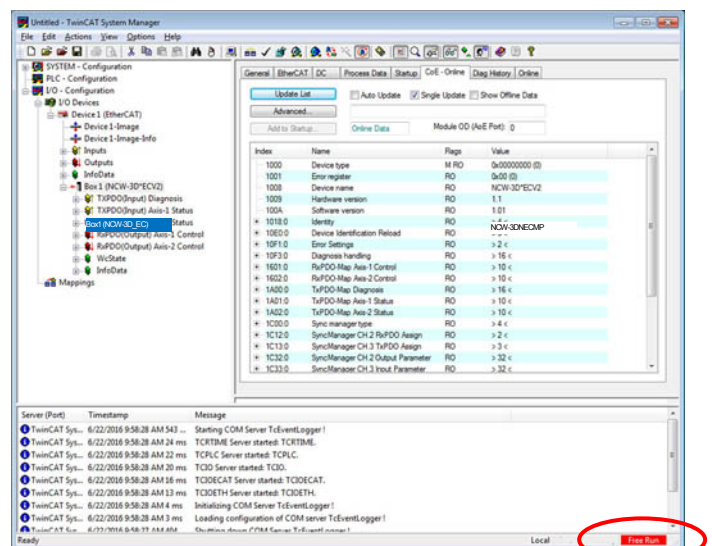 Untitled - TwinCAT System Manager
File Edit Actions View Options Help
SYSTEM - Configuration
PLC - Configuration
I/O - Configuration
I/O Devices
Device 1 (EtherCAT)
Device 1-Image
Device 1-Image-Info
Inputs
Outputs
InfoData
Box 1 (NCW-3D*ECV2)
TXPDO(Input) Diagnosis
TXPDO(Input) Axis-1 Status
Box1 (NCW-3D_EC) Status
RxPDO(Output) Axis-1 Control
RxPDO(Output) Axis-2 Control
WcState
InfoData
Mappings
General EtherCAT DC Process Data Startup CoE - Online Diag History Online
Update List Auto Update Single Update Show Offline Data
Advanced...
Add to Startup... Online Data Module OD (AoE Port): 0
Index Name Flags Value
1000 Device type M RO 0x00000000 (0)
1001 Error register RO 0x00 (0)
1008 Device name RO NCW-3D*ECV2
1009 Hardware version RO 1.1
100A Software version RO 1.01
1018:0 Identity RO
NCW-3DNECMP
10E0:0 Device Identification Reload RO
10F1:0 Error Settings RO > 2 <
10F3:0 Diagnosis handling RO > 16 <
1601:0 RxPDO-Map Axis-1 Control RO > 10 <
1602:0 RxPDO-Map Axis-2 Control RO > 10 <
1A00:0 TxPDO-Map Diagnosis RO > 16 <
1A01:0 TxPDO-Map Axis-1 Status RO > 10 <
1A02:0 TxPDO-Map Axis-2 Status RO > 10 <
1C00:0 Sync manager type RO > 4 <
1C12:0 SyncManager CH.2 RxPDO Assign RO > 2 <
1C13:0 SyncManager CH.3 TxPDO Assign RO > 3 <
1C32:0 SyncManager CH.2 Output Parameter RO > 32 <
1C33:0 SyncManager CH.3 Input Parameter RO > 32 <
Server (Port) Timestamp Message
TwinCAT Sys... 6/22/2016 9:58:28 AM 543 ... Starting COM Server TcEventLogger !
TwinCAT Sys... 6/22/2016 9:58:28 AM 24 ms TCRTIME Server started: TCRTIME.
TwinCAT Sys... 6/22/2016 9:58:28 AM 22 ms TCPLC Server started: TCPLC.
TwinCAT Sys... 6/22/2016 9:58:28 AM 20 ms TCIO Server started: TCIO.
TwinCAT Sys... 6/22/2016 9:58:28 AM 16 ms TCIOECAT Server started: TCIOECAT.
TwinCAT Sys... 6/22/2016 9:58:28 AM 13 ms TCIOETH Server started: TCIOETH.
TwinCAT Sys... 6/22/2016 9:58:28 AM 4 ms Initializing COM Server TcEventLogger !
TwinCAT Sys... 6/22/2016 9:58:28 AM 3 ms Loading configuration of COM server TcEventLogger !
Ready Local Free Run